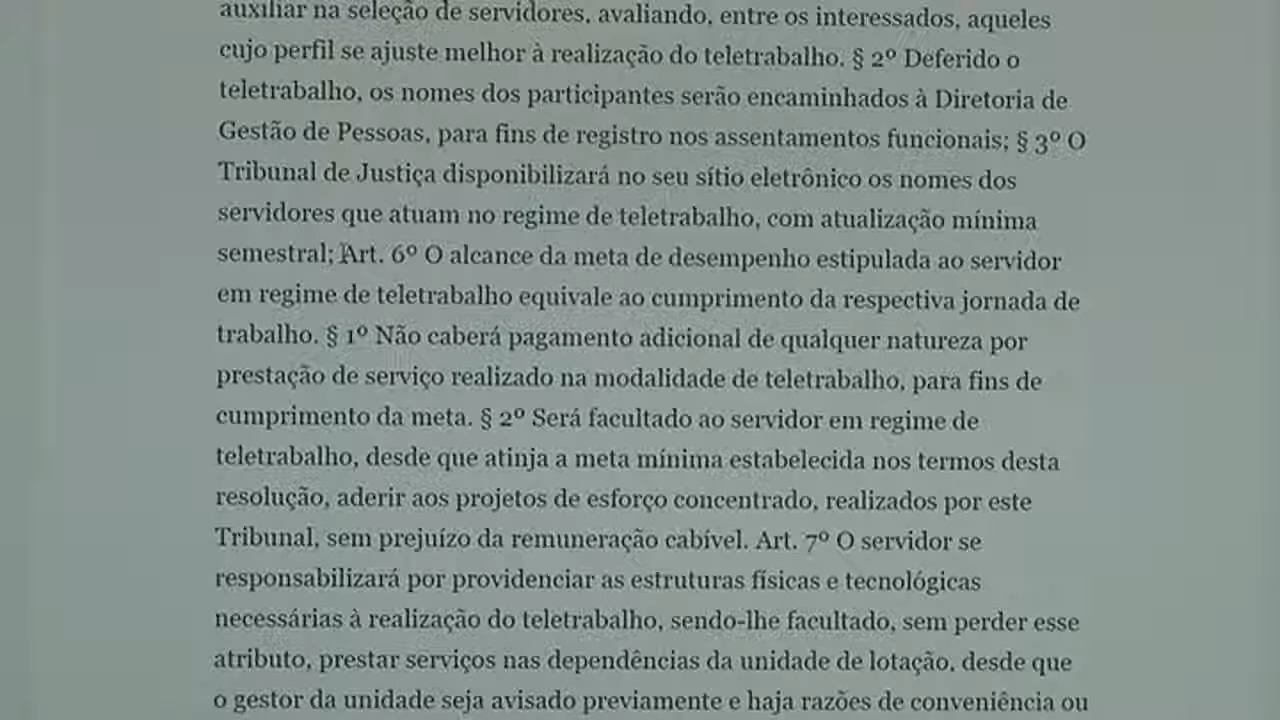 auxiliar na seleção de servidores, avaliando, entre os interessados, aqueles
cujo perfil se ajuste melhor à realização do teletrabalho. § 2º Deferido o
teletrabalho, os nomes dos participantes serão encaminhados à Diretoria de
Gestão de Pessoas, para fins de registro nos assentamentos funcionais; § 3º O
Tribunal de Justiça disponibilizará no seu sítio eletrônico os nomes dos
servidores que atuam no regime de teletrabalho, com atualização mínima
semestral; Art. 6º O alcance da meta de desempenho estipulada ao servidor
em regime de teletrabalho equivale ao cumprimento da respectiva jornada de
trabalho. § 1º Não caberá pagamento adicional de qualquer natureza por
prestação de serviço realizado na modalidade de teletrabalho, para fins de
cumprimento da meta. § 2º Será facultado ao servidor em regime de
teletrabalho, desde que atinja a meta mínima estabelecida nos termos desta
resolução, aderir aos projetos de esforço concentrado, realizados por este
Tribunal, sem prejuízo da remuneração cabível. Art. 7º O servidor se
responsabilizará por providenciar as estruturas físicas e tecnológicas
necessárias à realização do teletrabalho, sendo-lhe facultado, sem perder esse
atributo, prestar serviços nas dependências da unidade de lotação, desde que
o gestor da unidade seja avisado previamente e haja razões de conveniência ou